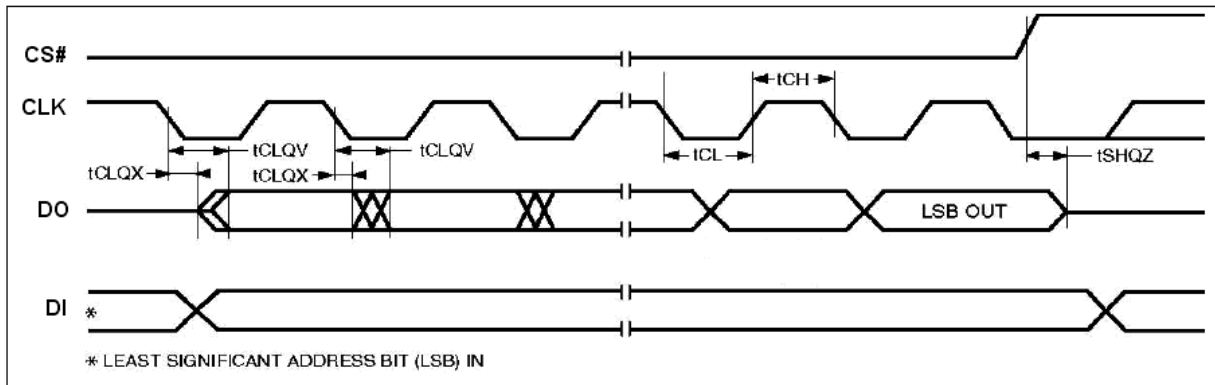 CS#
tCH
CLK
tCLQV
tCLQV
tCL
tSHQZ
tCLQX
tCLQX
DO
LSB OUT
DI
*
* LEAST SIGNIFICANT ADDRESS BIT (LSB) IN